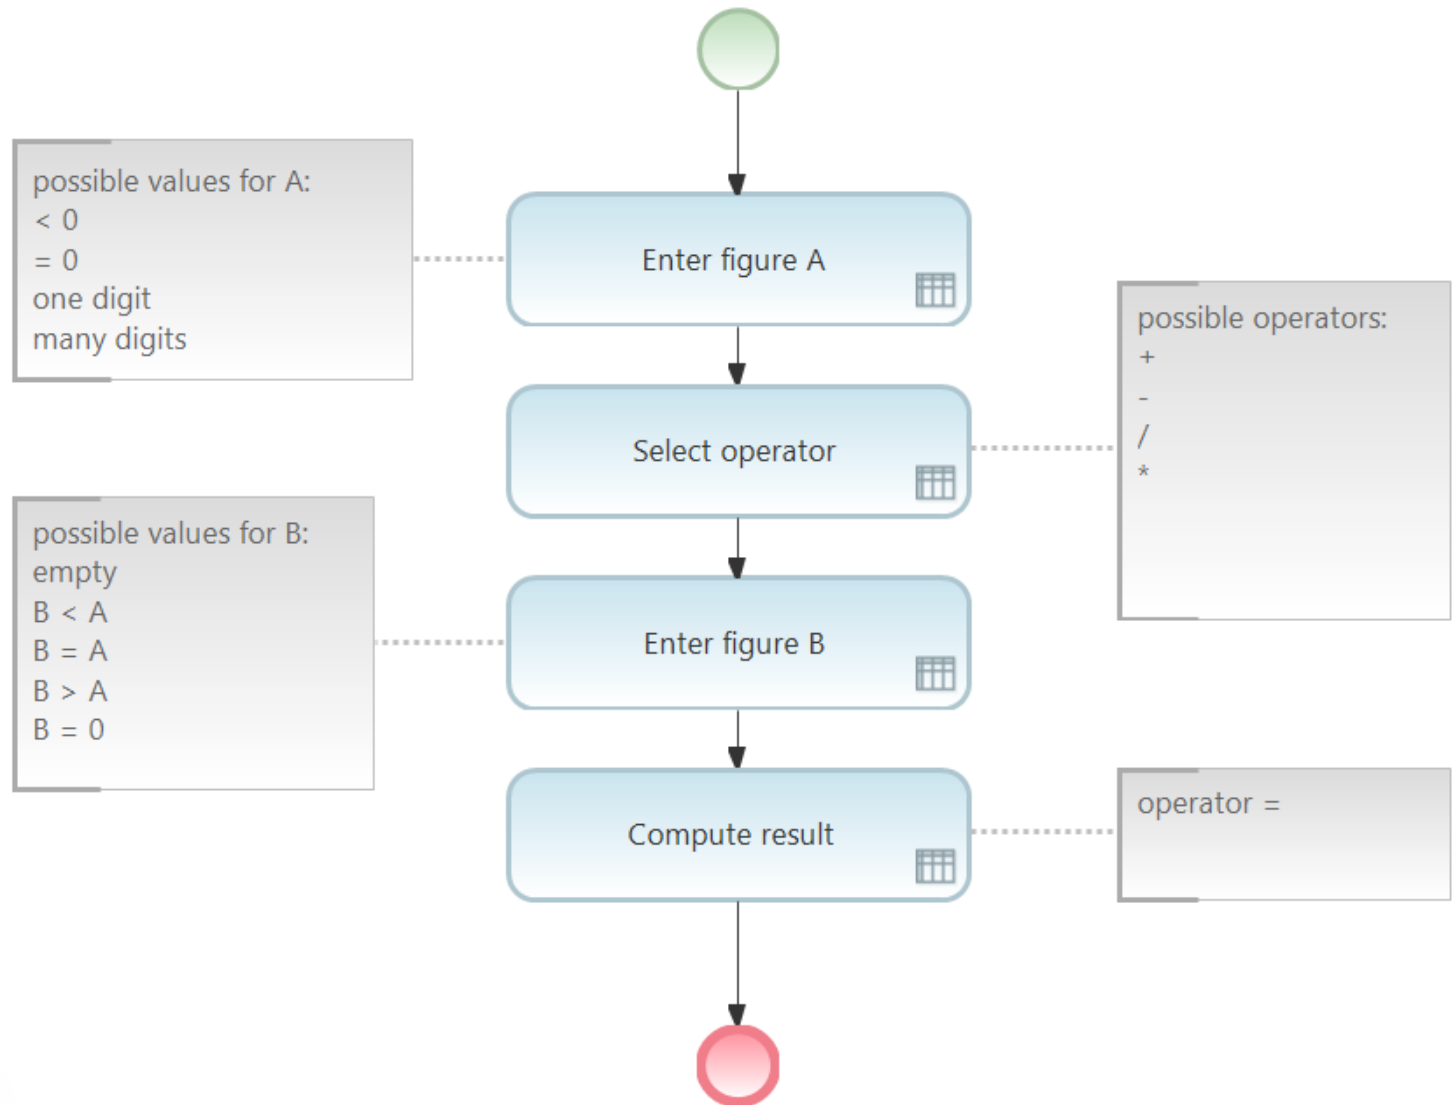 possible values for A:
< 0
= 0
one digit
many digits
Enter figure A
possible operators:
+
-
/
*
Select operator
possible values for B:
empty
B < A
B = A
B > A
B = 0
Enter figure B
Compute result
operator =